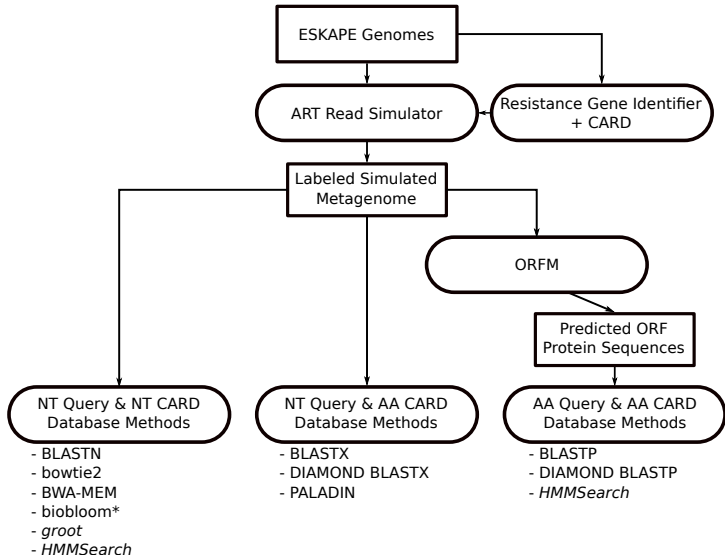 ESKAPE Genomes
ART Read Simulator
Resistance Gene Identifier
+ CARD
Labeled Simulated
Metagenome
ORFM
Predicted ORF
Protein Sequences
NT Query & NT CARD
Database Methods
- BLASTN
- bowtie2
- BWA-MEM
- biobloom*
- groot
- HMMSearch
NT Query & AA CARD
Database Methods
- BLASTX
- DIAMOND BLASTX
- PALADIN
AA Query & AA CARD
Database Methods
- BLASTP
- DIAMOND BLASTP
- HMMSearch